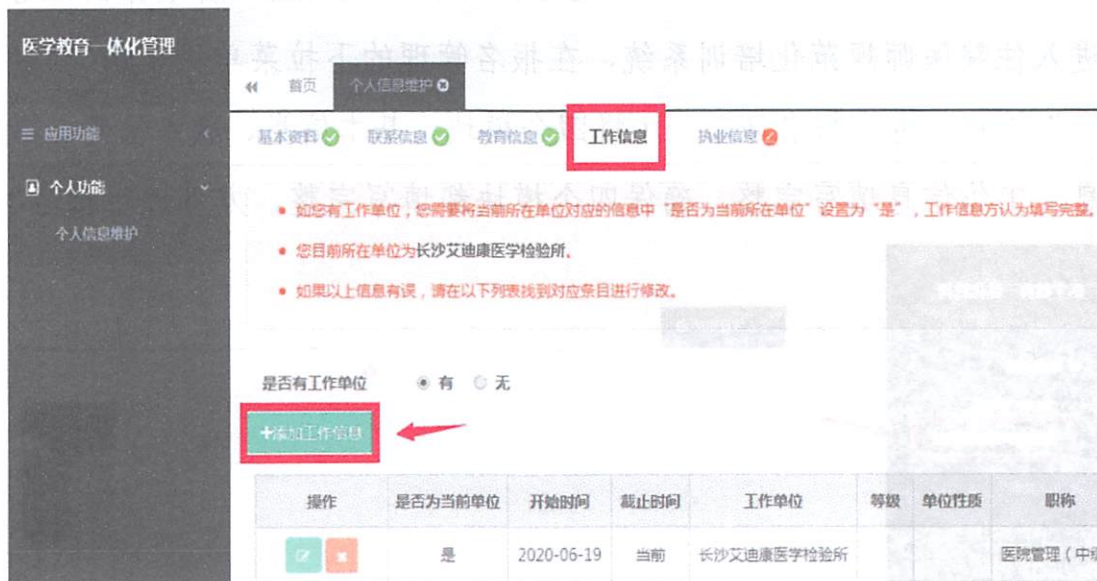 医学教育一体化管理
首页 个人信息维护
三 应用功能
基本资料 联系信息 教育信息 工作信息 执业信息
个人功能
个人信息维护
• 如您有工作单位，您需要将当前所在单位对应的信息中“是否为当前所在单位”设置为“是”，工作信息方认为填写完整。
• 您目前所在单位为长沙艾迪康医学检验所。
• 如果以上信息有误，请在以下列表找到对应条目进行修改。
是否有工作单位 有 无
+添加工作信息
操作 是否为当前单位 开始时间 截止时间 工作单位 等级 单位性质 职称
是 2020-06-19 当前 长沙艾迪康医学检验所 医院管理（中级